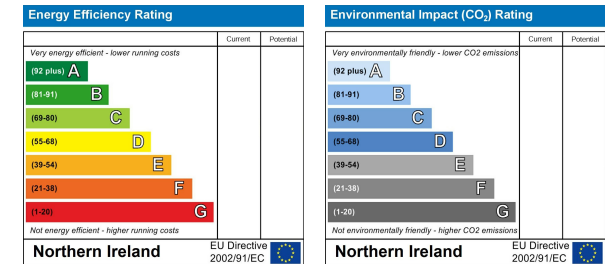 Energy Efficiency Rating
Current Potential
Very energy efficient - lower running costs
(92 plus) A
(81-91) B
(69-80) C
(55-68) D
(39-54) E
(21-38) F
(1-20) G
Not energy efficient - higher running costs
Northern Ireland
EU Directive
2002/91/EC
Environmental Impact (CO₂) Rating
Current Potential
Very environmentally friendly - lower CO2 emissions
(92 plus) A
(81-91) B
(69-80) C
(55-68) D
(39-54) E
(21-38) F
(1-20) G
Not environmentally friendly - higher CO2 emissions
Northern Ireland
EU Directive
2002/91/EC